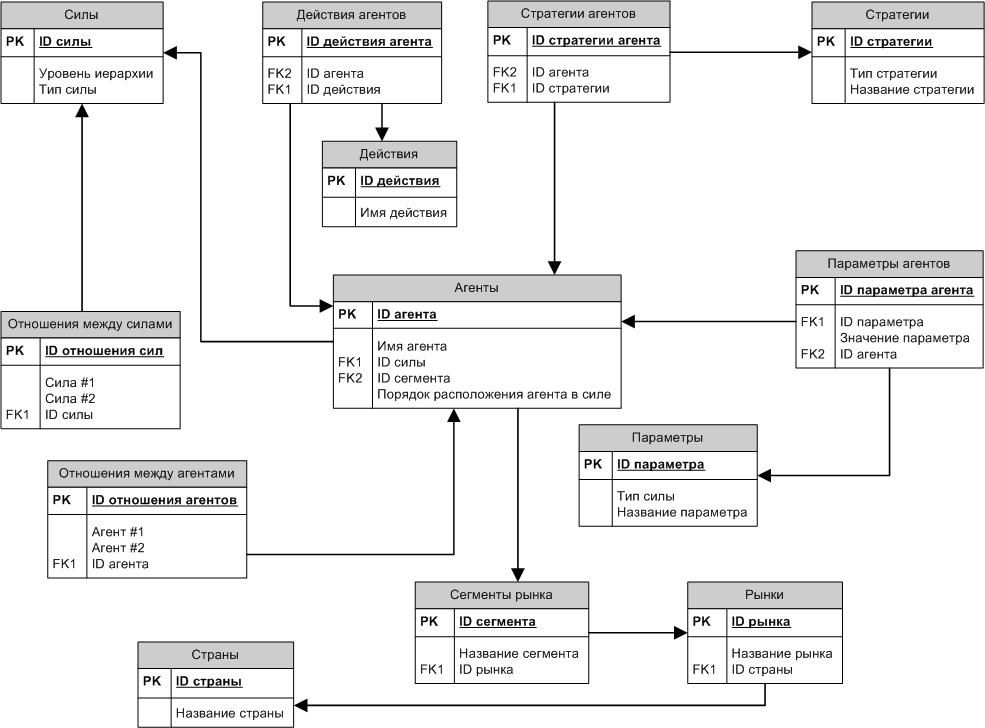 Силы
PK ID силы
Уровень иерархии
Тип силы
Действия агентов
PK ID действия агента
FK2 ID агента
FK1 ID действия
Стратегии агентов
PK ID стратегии агента
FK2 ID агента
FK1 ID стратегии
Стратегии
PK ID стратегии
Тип стратегии
Название стратегии
Действия
PK ID действия
Имя действия
Агенты
PK ID агента
Имя агента
FK1 ID силы
FK2 ID сегмента
Порядок расположения агента в силе
Параметры агентов
PK ID параметра агента
FK1 ID параметра
Значение параметра
FK2 ID агента
Отношения между силами
PK ID отношения сил
Сила #1
Сила #2
FK1 ID силы
Параметры
PK ID параметра
Тип силы
Название параметра
Отношения между агентами
PK ID отношения агентов
Агент #1
Агент #2
FK1 ID агента
Сегменты рынка
PK ID сегмента
Название сегмента
FK1 ID рынка
Рынки
PK ID рынка
Название рынка
FK1 ID страны
Страны
PK ID страны
Название страны